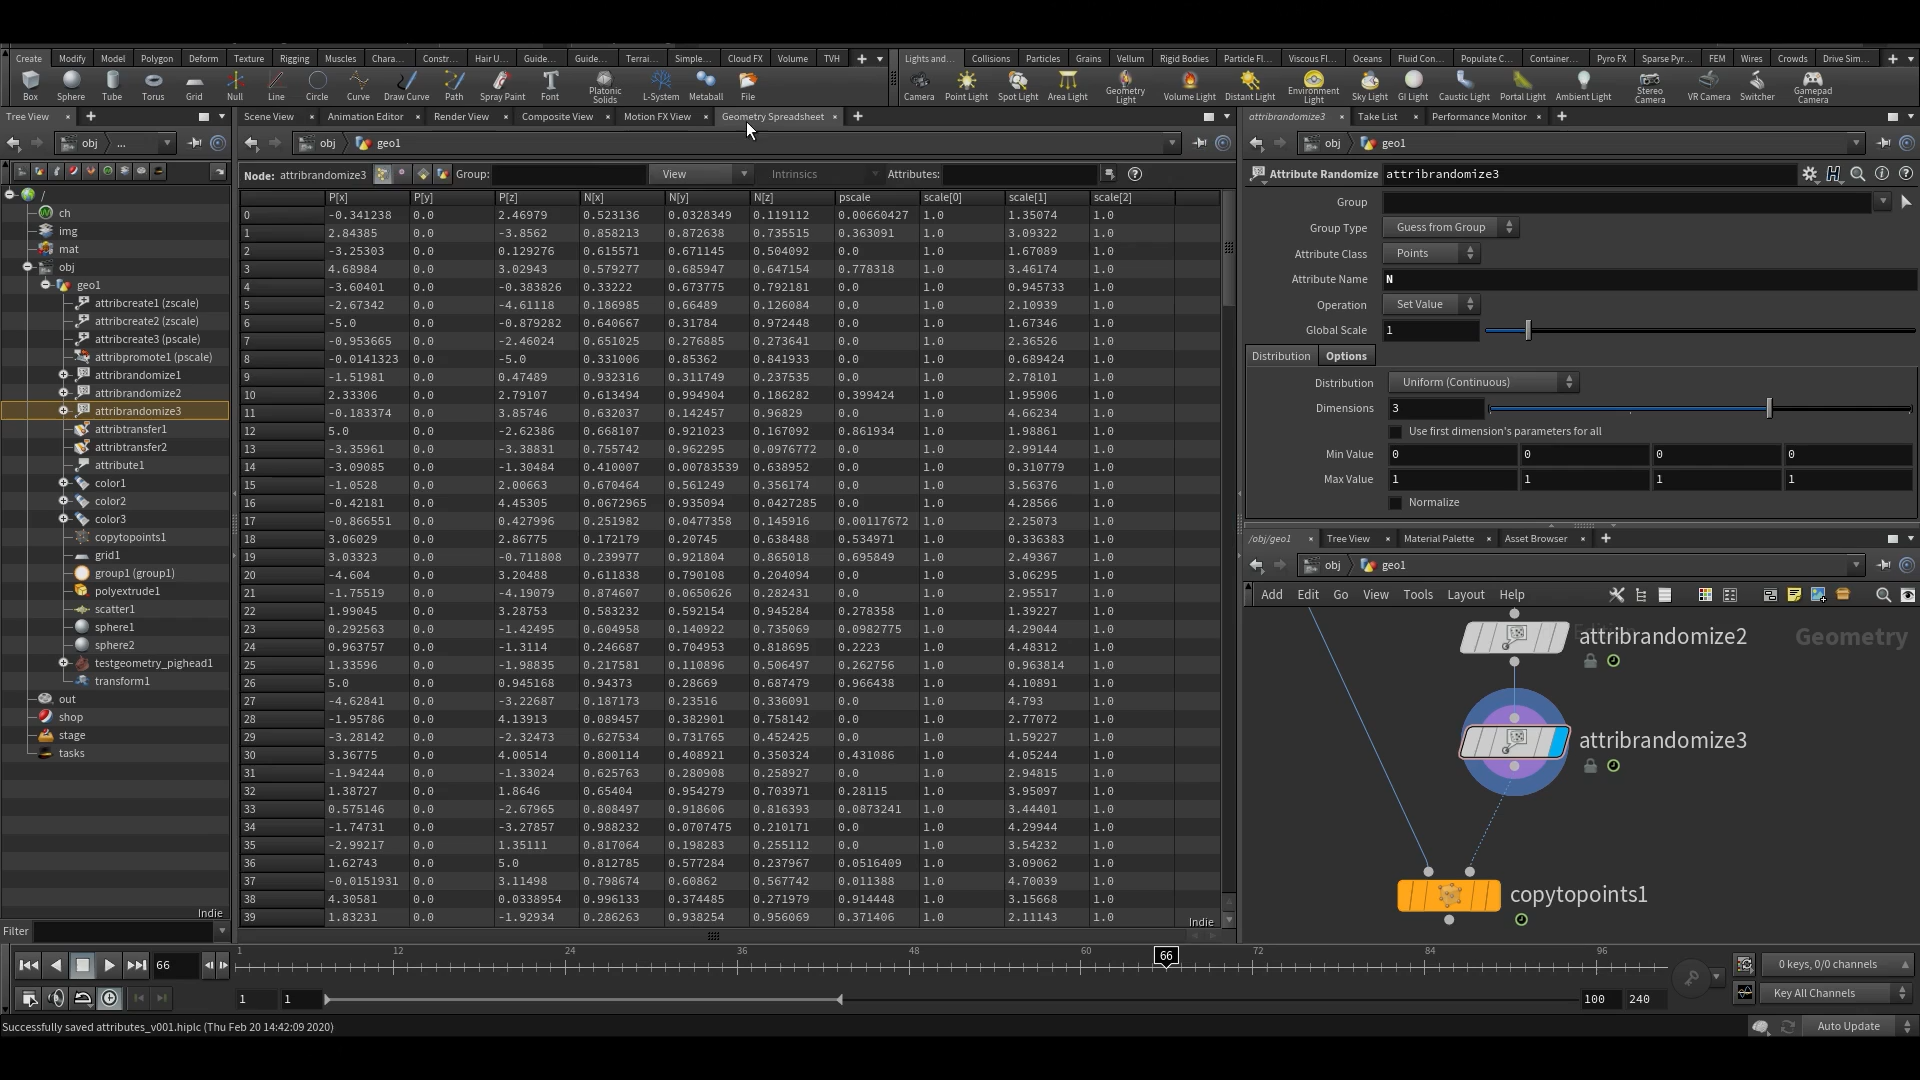 Create Modify Model Polygon Deform Texture Rigging Muscles Chara... Constr... Hair U... Guide... Guide... Terrai... Simple... Cloud FX Volume TVH
Lights and... Collisions Particles Grains Vellum Rigid Bodies Particle Fl... Viscous Fl... Oceans Fluid Con... Populate C... Container... Pyro FX Sparse Pyr... FEM Wires Crowds Drive Sim...
Box Sphere Tube Torus Grid Null Line Circle Curve Draw Curve Path Spray Paint Font Platonic Solids L-System Metaball File
Camera Point Light Spot Light Area Light Geometry Light Volume Light Distant Light Environment Light Sky Light GI Light Caustic Light Portal Light Ambient Light Stereo Camera VR Camera Switcher Gamepad Camera
Tree View
obj ...
/
ch
img
mat
obj
geo1
attribcreate1 (zscale)
attribcreate2 (zscale)
attribcreate3 (pscale)
attribpromote1 (pscale)
attribrandomize1
attribrandomize2
attribrandomize3
attribtransfer1
attribtransfer2
attribute1
color1
color2
color3
copytopoints1
grid1
group1 (group1)
polyextrude1
scatter1
sphere1
sphere2
testgeometry_pighead1
transform1
out
shop
stage
tasks
Indie
Filter
Scene View Animation Editor Render View Composite View Motion FX View Geometry Spreadsheet
obj geo1
Node: attribrandomize3 Group: View Intrinsics Attributes:
P[x] P[y] P[z] N[x] N[y] N[z] pscale scale[0] scale[1] scale[2]
0 -0.341238 0.0 2.46979 0.523136 0.0328349 0.119112 0.00660427 1.0 1.35074 1.0
1 2.84385 0.0 -3.8562 0.858213 0.872638 0.735515 0.363091 1.0 3.09322 1.0
2 -3.25303 0.0 0.129276 0.615571 0.671145 0.504092 0.0 1.0 1.67089 1.0
3 4.68984 0.0 3.02943 0.579277 0.685947 0.647154 0.778318 1.0 3.46174 1.0
4 -3.60401 0.0 -0.383826 0.33222 0.673775 0.792181 0.0 1.0 0.945733 1.0
5 -2.67342 0.0 -4.61118 0.186985 0.66489 0.126084 0.0 1.0 2.10939 1.0
6 -5.0 0.0 -0.879282 0.640667 0.31784 0.972448 0.0 1.0 1.67346 1.0
7 -0.953665 0.0 -2.46024 0.651025 0.276885 0.273641 0.0 1.0 2.36526 1.0
8 -0.0141323 0.0 -5.0 0.331006 0.85362 0.841933 0.0 1.0 0.689424 1.0
9 -1.51981 0.0 0.47489 0.932316 0.311749 0.237535 0.0 1.0 2.78101 1.0
10 2.33306 0.0 2.79107 0.613494 0.994904 0.186282 0.399424 1.0 1.95906 1.0
11 -0.183374 0.0 3.85746 0.632037 0.142457 0.96829 0.0 1.0 4.66234 1.0
12 5.0 0.0 -2.62386 0.668107 0.921023 0.167092 0.861934 1.0 1.98861 1.0
13 -3.35961 0.0 -3.38831 0.755742 0.962295 0.0976772 0.0 1.0 2.99144 1.0
14 -3.09085 0.0 -1.30484 0.410007 0.00783539 0.638952 0.0 1.0 0.310779 1.0
15 -1.0528 0.0 2.00663 0.670464 0.561249 0.356174 0.0 1.0 3.56376 1.0
16 -0.42181 0.0 4.45305 0.0672965 0.935094 0.0427285 0.0 1.0 4.28566 1.0
17 -0.866551 0.0 0.427996 0.251982 0.0477358 0.145916 0.00117672 1.0 2.25073 1.0
18 3.06029 0.0 2.86775 0.172179 0.20745 0.638488 0.534971 1.0 0.336383 1.0
19 3.03323 0.0 -0.711808 0.239977 0.921804 0.865018 0.695849 1.0 2.49367 1.0
20 -4.604 0.0 3.20488 0.611838 0.790108 0.204094 0.0 1.0 3.06295 1.0
21 -1.75519 0.0 -4.19079 0.874607 0.0650626 0.282431 0.0 1.0 2.95517 1.0
22 1.99045 0.0 3.28753 0.583232 0.592154 0.945284 0.278358 1.0 1.39227 1.0
23 0.292563 0.0 -1.42495 0.604958 0.140922 0.735069 0.0982775 1.0 4.29044 1.0
24 0.963757 0.0 -1.3114 0.246687 0.704953 0.818695 0.2223 1.0 4.48312 1.0
25 1.33596 0.0 -1.98835 0.217581 0.110896 0.506497 0.262756 1.0 0.963814 1.0
26 5.0 0.0 0.945168 0.94373 0.28669 0.687479 0.966438 1.0 4.10891 1.0
27 -4.62841 0.0 -3.22687 0.187173 0.23516 0.336091 0.0 1.0 4.793 1.0
28 -1.95786 0.0 4.13913 0.089457 0.382901 0.758142 0.0 1.0 2.77072 1.0
29 -3.28142 0.0 -2.32473 0.627534 0.731765 0.452425 0.0 1.0 1.59227 1.0
30 3.36775 0.0 4.00514 0.800114 0.408921 0.350324 0.431086 1.0 4.05244 1.0
31 -1.94244 0.0 -1.33024 0.625763 0.280908 0.258927 0.0 1.0 2.94815 1.0
32 1.38727 0.0 1.8646 0.65404 0.954279 0.703971 0.28115 1.0 3.95097 1.0
33 0.575146 0.0 -2.67965 0.808497 0.918606 0.816393 0.0873241 1.0 3.44401 1.0
34 -1.74731 0.0 -3.27857 0.988232 0.0707475 0.210171 0.0 1.0 4.29944 1.0
35 -2.99217 0.0 1.35111 0.817064 0.198283 0.255112 0.0 1.0 3.54232 1.0
36 1.62743 0.0 5.0 0.812785 0.577284 0.237967 0.0516409 1.0 3.09062 1.0
37 -0.0151931 0.0 3.11498 0.798674 0.60862 0.567742 0.011388 1.0 4.70039 1.0
38 4.30581 0.0 0.0338954 0.996133 0.374485 0.271979 0.914448 1.0 3.15668 1.0
39 1.83231 0.0 -1.92934 0.286263 0.938254 0.956069 0.371406 1.0 2.11143 1.0
Indie
attribrandomize3 Take List Performance Monitor
obj geo1
Attribute Randomize attribrandomize3
Group
Group Type Guess from Group
Attribute Class Points
Attribute Name N
Operation Set Value
Global Scale 1
Distribution Options
Distribution Uniform (Continuous)
Dimensions 3
Use first dimension's parameters for all
Min Value 0 0 0 0
Max Value 1 1 1 1
Normalize
/obj/geo1 Tree View Material Palette Asset Browser
obj geo1
Add Edit Go View Tools Layout Help
attribrandomize2 Geometry
attribrandomize3
copytopoints1
66
1 12 24 36 48 60 66 72 84 96
0 keys, 0/0 channels
1 1 100 240
Key All Channels
Successfully saved attributes_v001.hiplc (Thu Feb 20 14:42:09 2020)
Auto Update